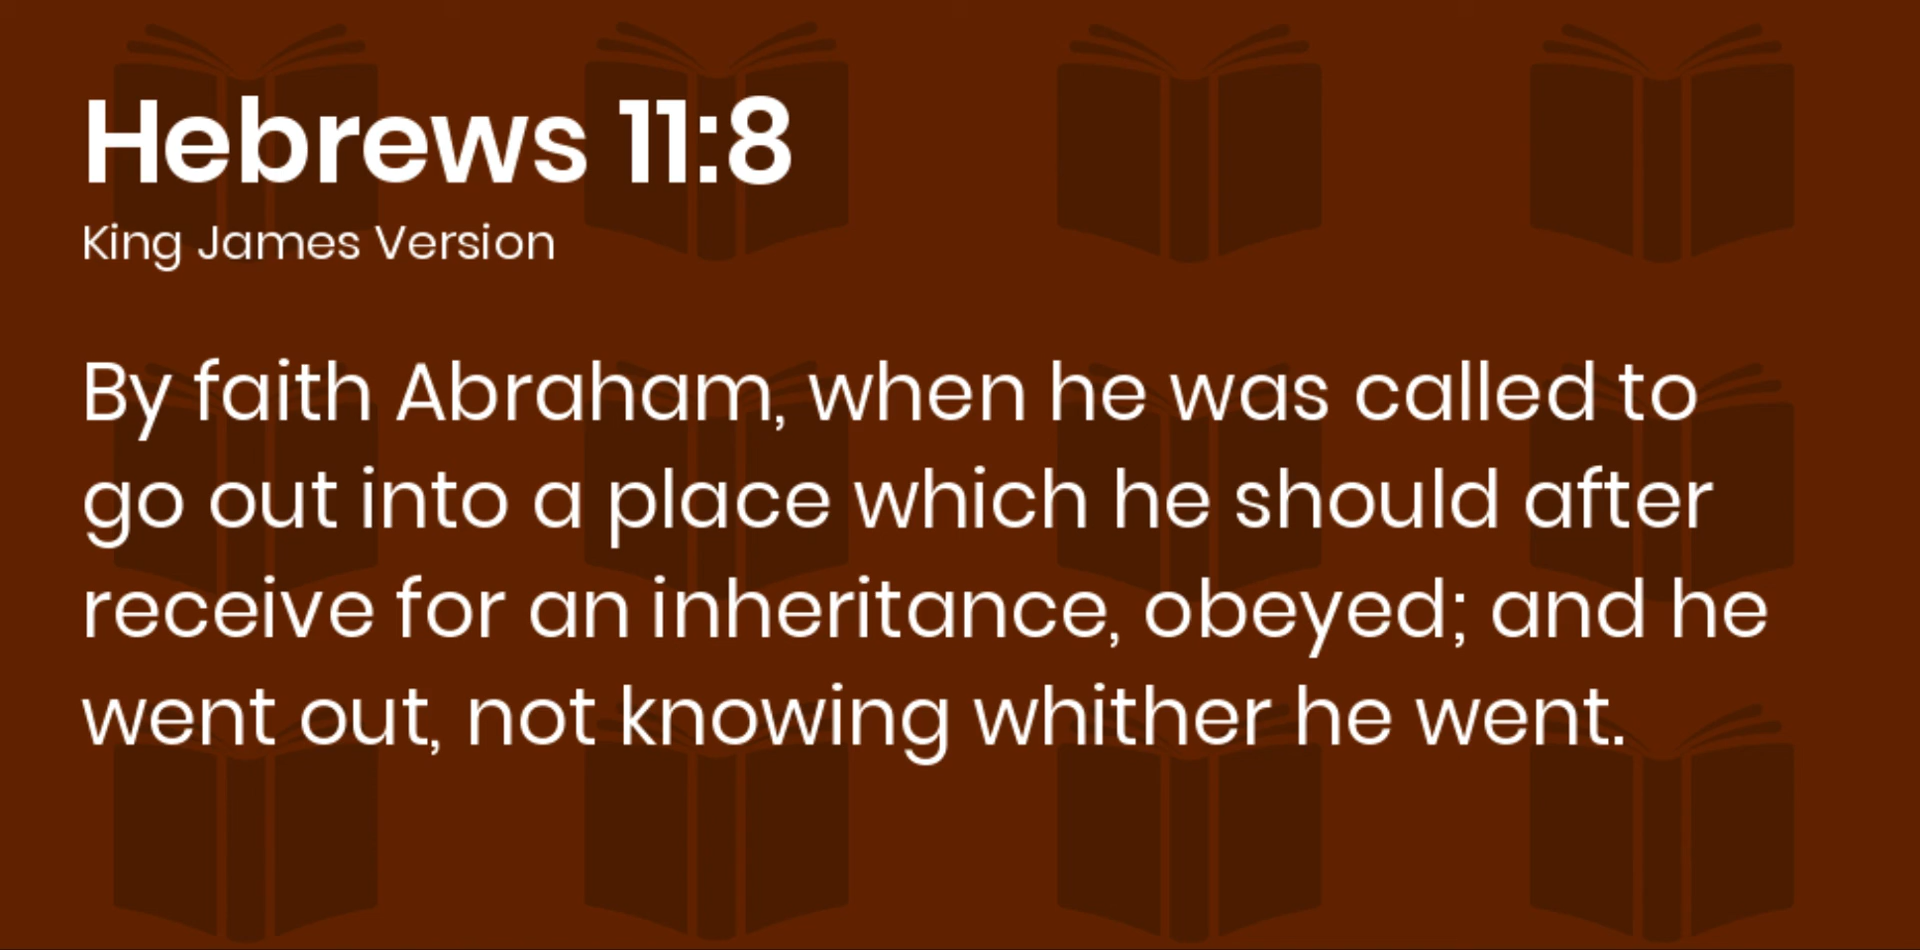 Hebrews 11:8
King James Version
By faith Abraham, when he was called to
go out into a place which he should after
receive for an inheritance, obeyed; and he
went out, not knowing whither he went.